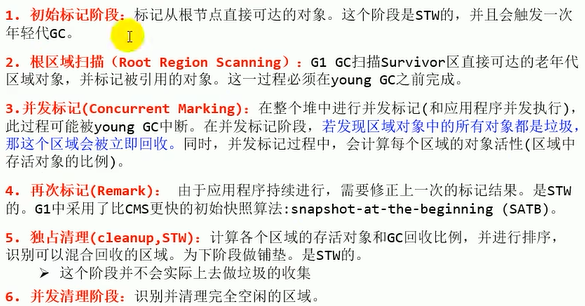 1. 初始标记阶段：标记从根节点直接可达的对象。这个阶段是STW的，并且会触发一次
年轻代GC。
2. 根区域扫描（Root Region Scanning）：G1 GC扫描Survivor区直接可达的老年代
区域对象，并标记被引用的对象。这一过程必须在young GC之前完成。
3.并发标记(Concurrent Marking)：在整个堆中进行并发标记(和应用程序并发执行)，
此过程可能被young GC中断。在并发标记阶段，若发现区域对象中的所有对象都是垃圾，
那这个区域会被立即回收。同时，并发标记过程中，会计算每个区域的对象活性(区域中
存活对象的比例)。
4. 再次标记(Remark)： 由于应用程序持续进行，需要修正上一次的标记结果。是STW
的。G1中采用了比CMS更快的初始快照算法:snapshot-at-the-beginning (SATB)。
5. 独占清理(cleanup,STW)：计算各个区域的存活对象和GC回收比例，并进行排序，
识别可以混合回收的区域。为下阶段做铺垫。是STW的。
➤ 这个阶段并不会实际上去做垃圾的收集
6. 并发清理阶段：识别并清理完全空闲的区域。